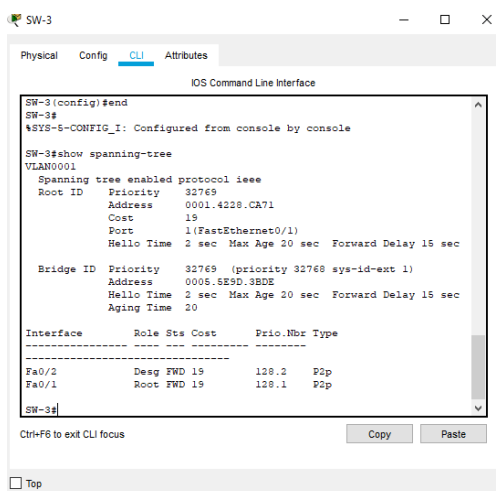 SW-3
Physical Config CLI Attributes
IOS Command Line Interface
SW-3(config)#end
SW-3#
%SYS-5-CONFIG_I: Configured from console by console
SW-3#show spanning-tree
VLAN0001
Spanning tree enabled protocol ieee
Root ID Priority 32769
Address 0001.4228.CA71
Cost 19
Port 1(FastEthernet0/1)
Hello Time 2 sec Max Age 20 sec Forward Delay 15 sec
Bridge ID Priority 32769 (priority 32768 sys-id-ext 1)
Address 0005.5E9D.3BDE
Hello Time 2 sec Max Age 20 sec Forward Delay 15 sec
Aging Time 20
Interface Role Sts Cost Prio.Nbr Type
---------------- ---- --- --------- --------
--------------------------------
Fa0/2 Desg FWD 19 128.2 P2p
Fa0/1 Root FWD 19 128.1 P2p
SW-3#
Ctrl+F6 to exit CLI focus Copy Paste
Top